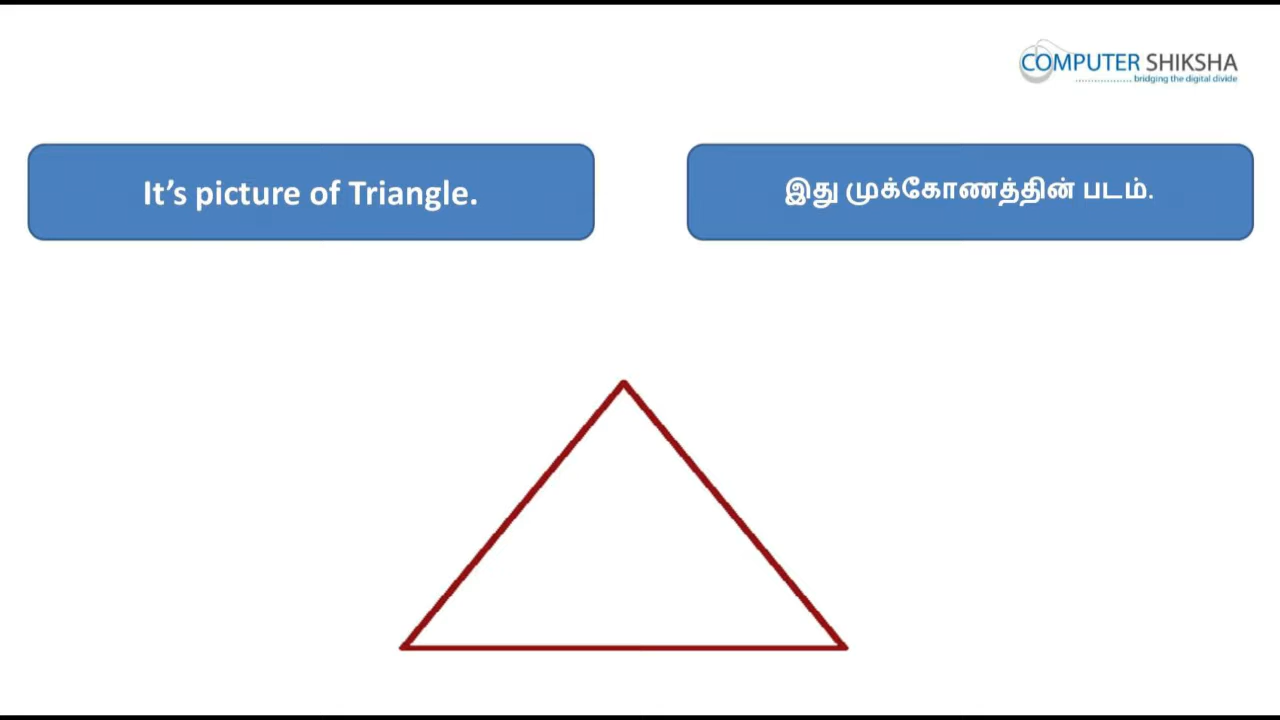 COMPUTER SHIKSHA
bridging the digital divide
It’s picture of Triangle.
இது முக்கோணத்தின் படம்.